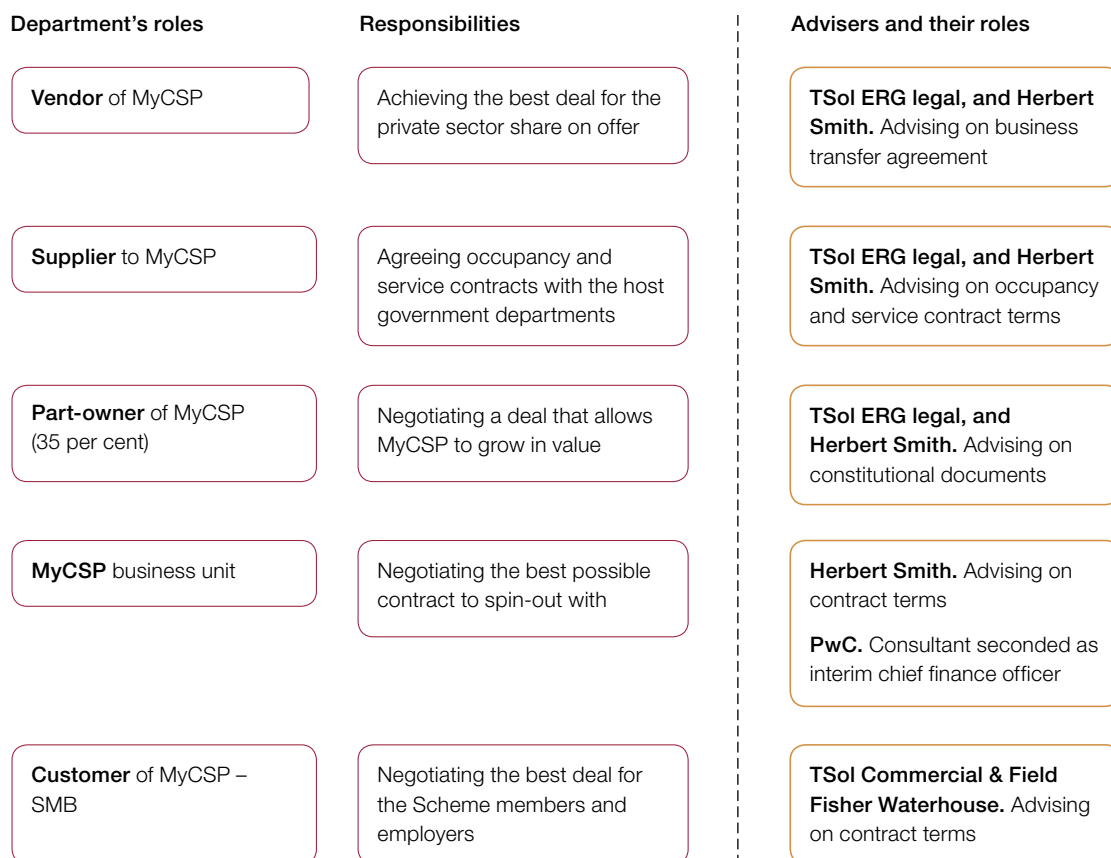 Department’s roles
Responsibilities
Advisers and their roles
Vendor of MyCSP
Achieving the best deal for the
private sector share on offer
TSol ERG legal, and Herbert
Smith. Advising on business
transfer agreement
Supplier to MyCSP
Agreeing occupancy and
service contracts with the host
government departments
TSol ERG legal, and Herbert
Smith. Advising on occupancy
and service contract terms
Part-owner of MyCSP
(35 per cent)
Negotiating a deal that allows
MyCSP to grow in value
TSol ERG legal, and
Herbert Smith. Advising on
constitutional documents
MyCSP business unit
Negotiating the best possible
contract to spin-out with
Herbert Smith. Advising on
contract terms
PwC. Consultant seconded as
interim chief finance officer
Customer of MyCSP –
SMB
Negotiating the best deal for
the Scheme members and
employers
TSol Commercial & Field
Fisher Waterhouse. Advising
on contract terms